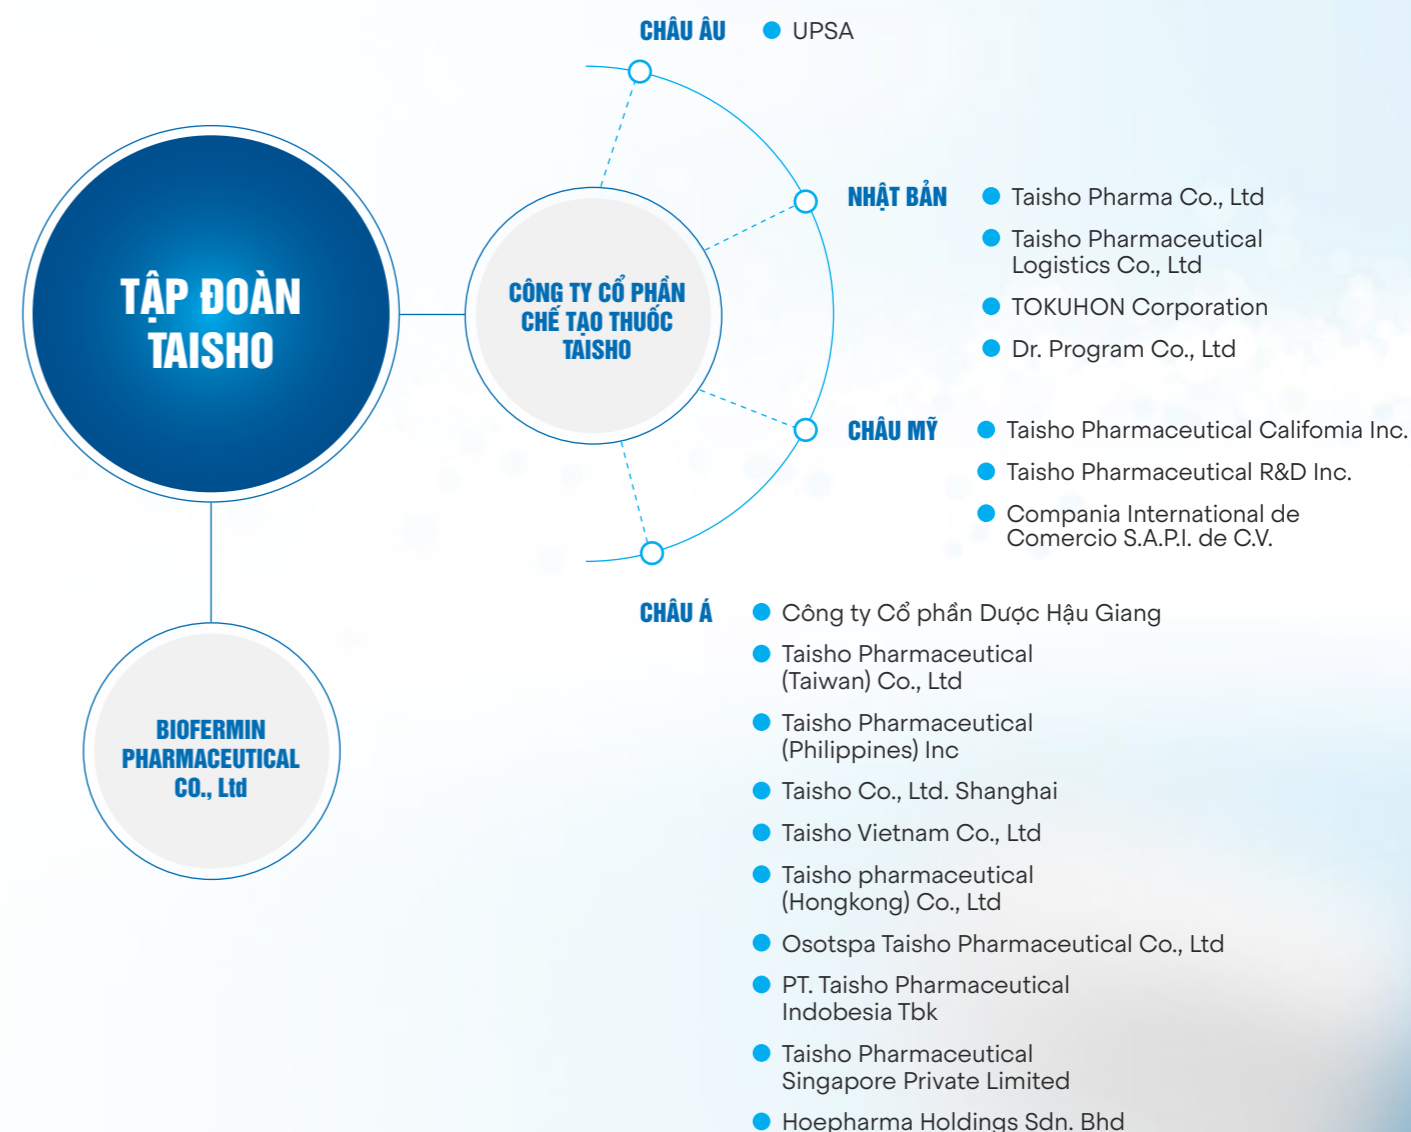 CHÂU ÂU
UPSA
TẬP ĐOÀN
TAISHO
CÔNG TY CỔ PHẦN
CHẾ TẠO THUỐC
TAISHO
NHẬT BẢN
Taisho Pharma Co., Ltd
Taisho Pharmaceutical
Logistics Co., Ltd
TOKUHON Corporation
Dr. Program Co., Ltd
CHÂU MỸ
Taisho Pharmaceutical Califomia Inc.
Taisho Pharmaceutical R&D Inc.
Compania International de
Comercio S.A.P.I. de C.V.
BIOFERMIN
PHARMACEUTICAL
CO., Ltd
CHÂU Á
Công ty Cổ phần Dược Hậu Giang
Taisho Pharmaceutical
(Taiwan) Co., Ltd
Taisho Pharmaceutical
(Philippines) Inc
Taisho Co., Ltd. Shanghai
Taisho Vietnam Co., Ltd
Taisho pharmaceutical
(Hongkong) Co., Ltd
Osotspa Taisho Pharmaceutical Co., Ltd
PT. Taisho Pharmaceutical
Indobesia Tbk
Taisho Pharmaceutical
Singapore Private Limited
Hoepharma Holdings Sdn. Bhd